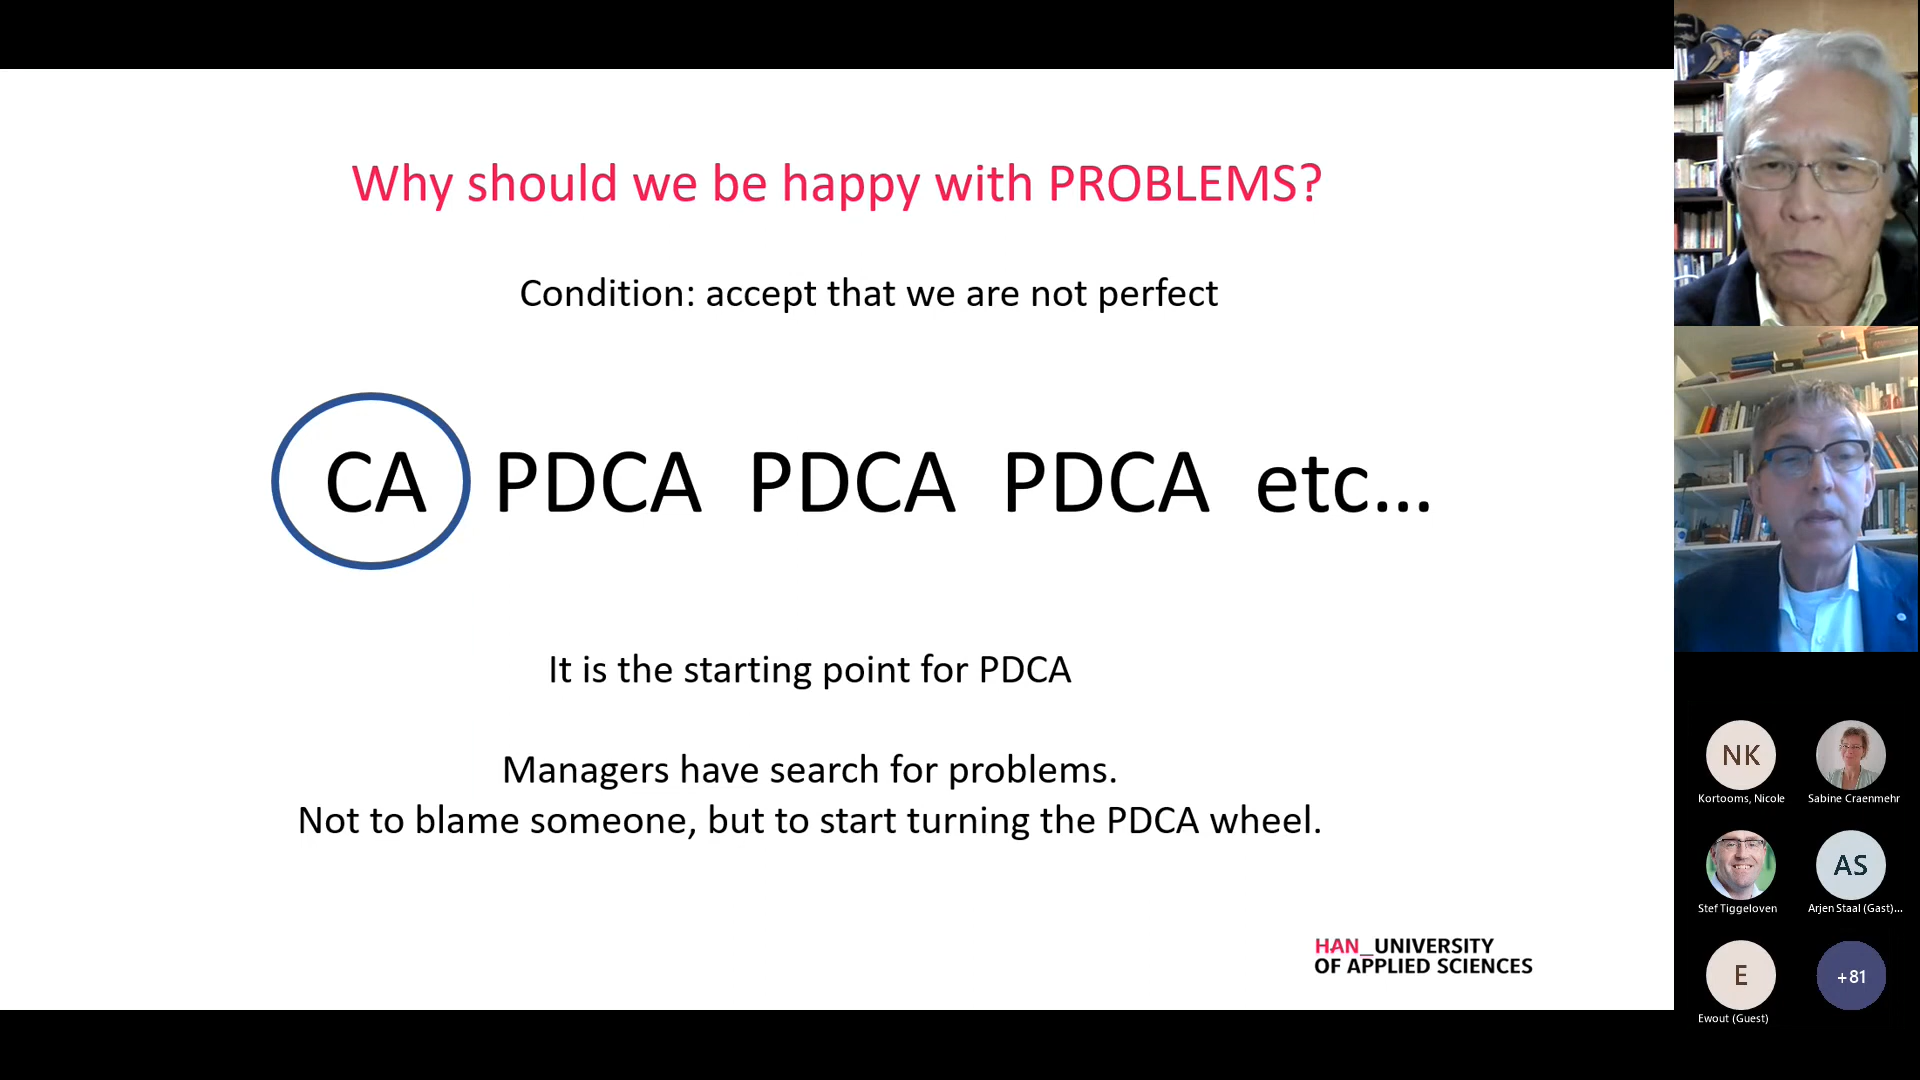 Why should we be happy with PROBLEMS?
Condition: accept that we are not perfect
CA PDCA PDCA PDCA etc...
It is the starting point for PDCA
Managers have search for problems.
Not to blame someone, but to start turning the PDCA wheel.
HAN_UNIVERSITY
OF APPLIED SCIENCES
NK
Kortooms, Nicole
Sabine Craenmehr
Stef Tiggeloven
AS
Arjen Staal (Gast)...
E
Ewout (Guest)
+81